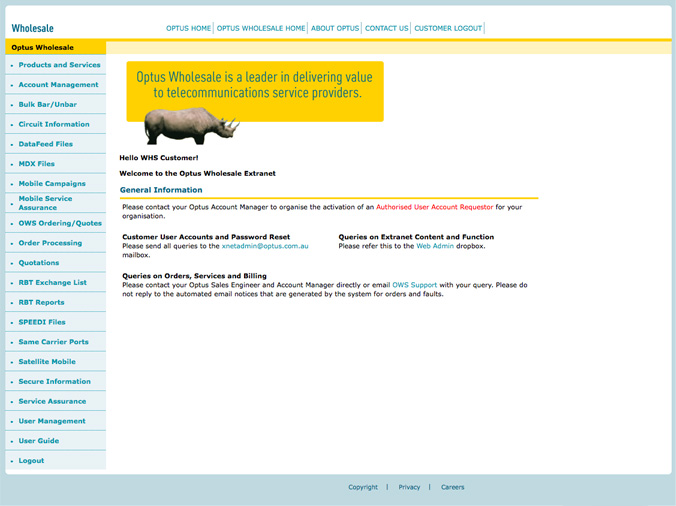 Wholesale
OPTUS HOME OPTUS WHOLESALE HOME ABOUT OPTUS CONTACT US CUSTOMER LOGOUT
Optus Wholesale
Products and Services
Account Management
Bulk Bar/Unbar
Circuit Information
DataFeed Files
MDX Files
Mobile Campaigns
Mobile Service
Assurance
OWS Ordering/Quotes
Order Processing
Quotations
RBT Exchange List
RBT Reports
SPEEDI Files
Same Carrier Ports
Satellite Mobile
Secure Information
Service Assurance
User Management
User Guide
Logout
Optus Wholesale is a leader in delivering value
to telecommunications service providers.
Hello WHS Customer!
Welcome to the Optus Wholesale Extranet
General Information
Please contact your Optus Account Manager to organise the activation of an Authorised User Account Requestor for your
organisation.
Customer User Accounts and Password Reset
Please send all queries to the xnetadmin@optus.com.au
mailbox.
Queries on Extranet Content and Function
Please refer this to the Web Admin dropbox.
Queries on Orders, Services and Billing
Please contact your Optus Sales Engineer and Account Manager directly or email OWS Support with your query. Please do
not reply to the automated email notices that are generated by the system for orders and faults.
Copyright | Privacy | Careers